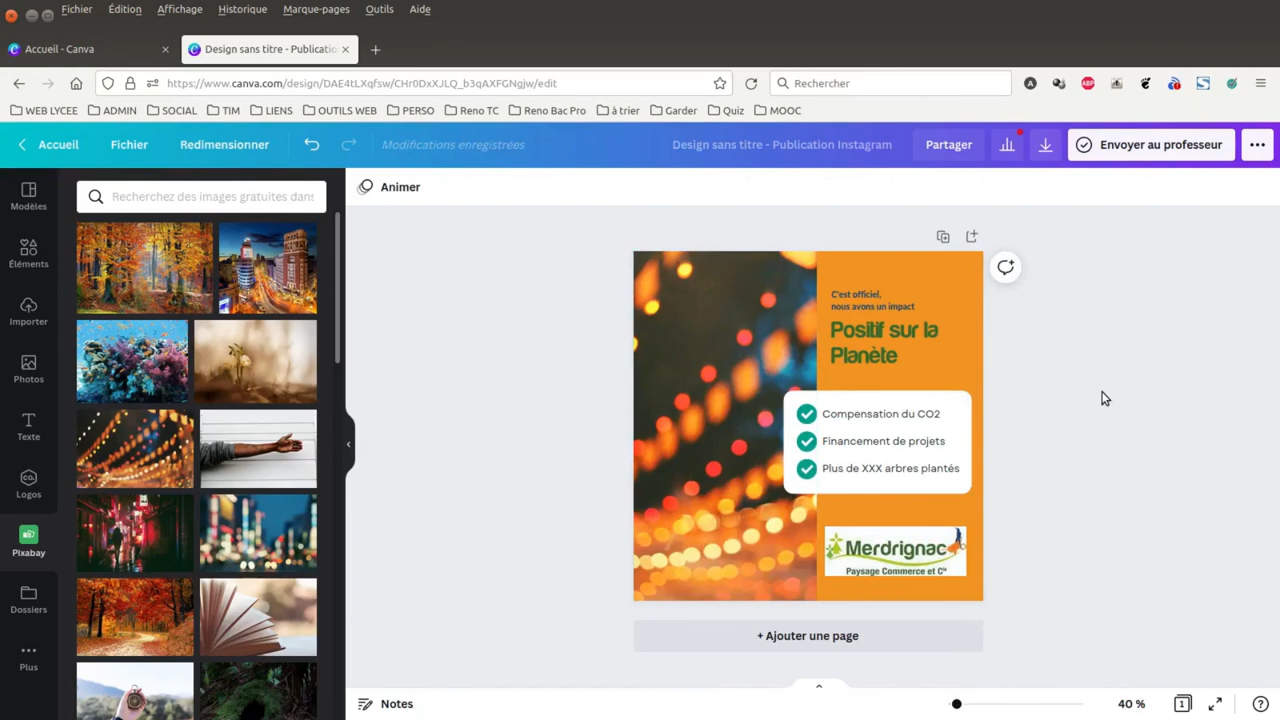 Fichier Édition Affichage Historique Marque-pages Outils Aide
Accueil - Canva
Design sans titre - Publicatio
https://www.canva.com/design/DAE4tLXqfsw/CHr0DxXJLQ_b3qAXFGNgjw/edit
Rechercher
WEB LYCEE ADMIN SOCIAL TIM LIENS OUTILS WEB PERSO Reno TC Reno Bac Pro à trier Garder Quiz MOOC
Accueil Fichier Redimensionner Modifications enregistrées Design sans titre - Publication Instagram Partager Envoyer au professeur
Modèles
Éléments
Importer
Photos
Texte
Logos
Pixabay
Dossiers
Plus
Recherchez des images gratuites dans
Animer
C'est officiel,
nous avons un impact
Positif sur la
Planète
Compensation du CO2
Financement de projets
Plus de XXX arbres plantés
Merdrignac
Paysage Commerce et Cie
+ Ajouter une page
Notes
40 %
1